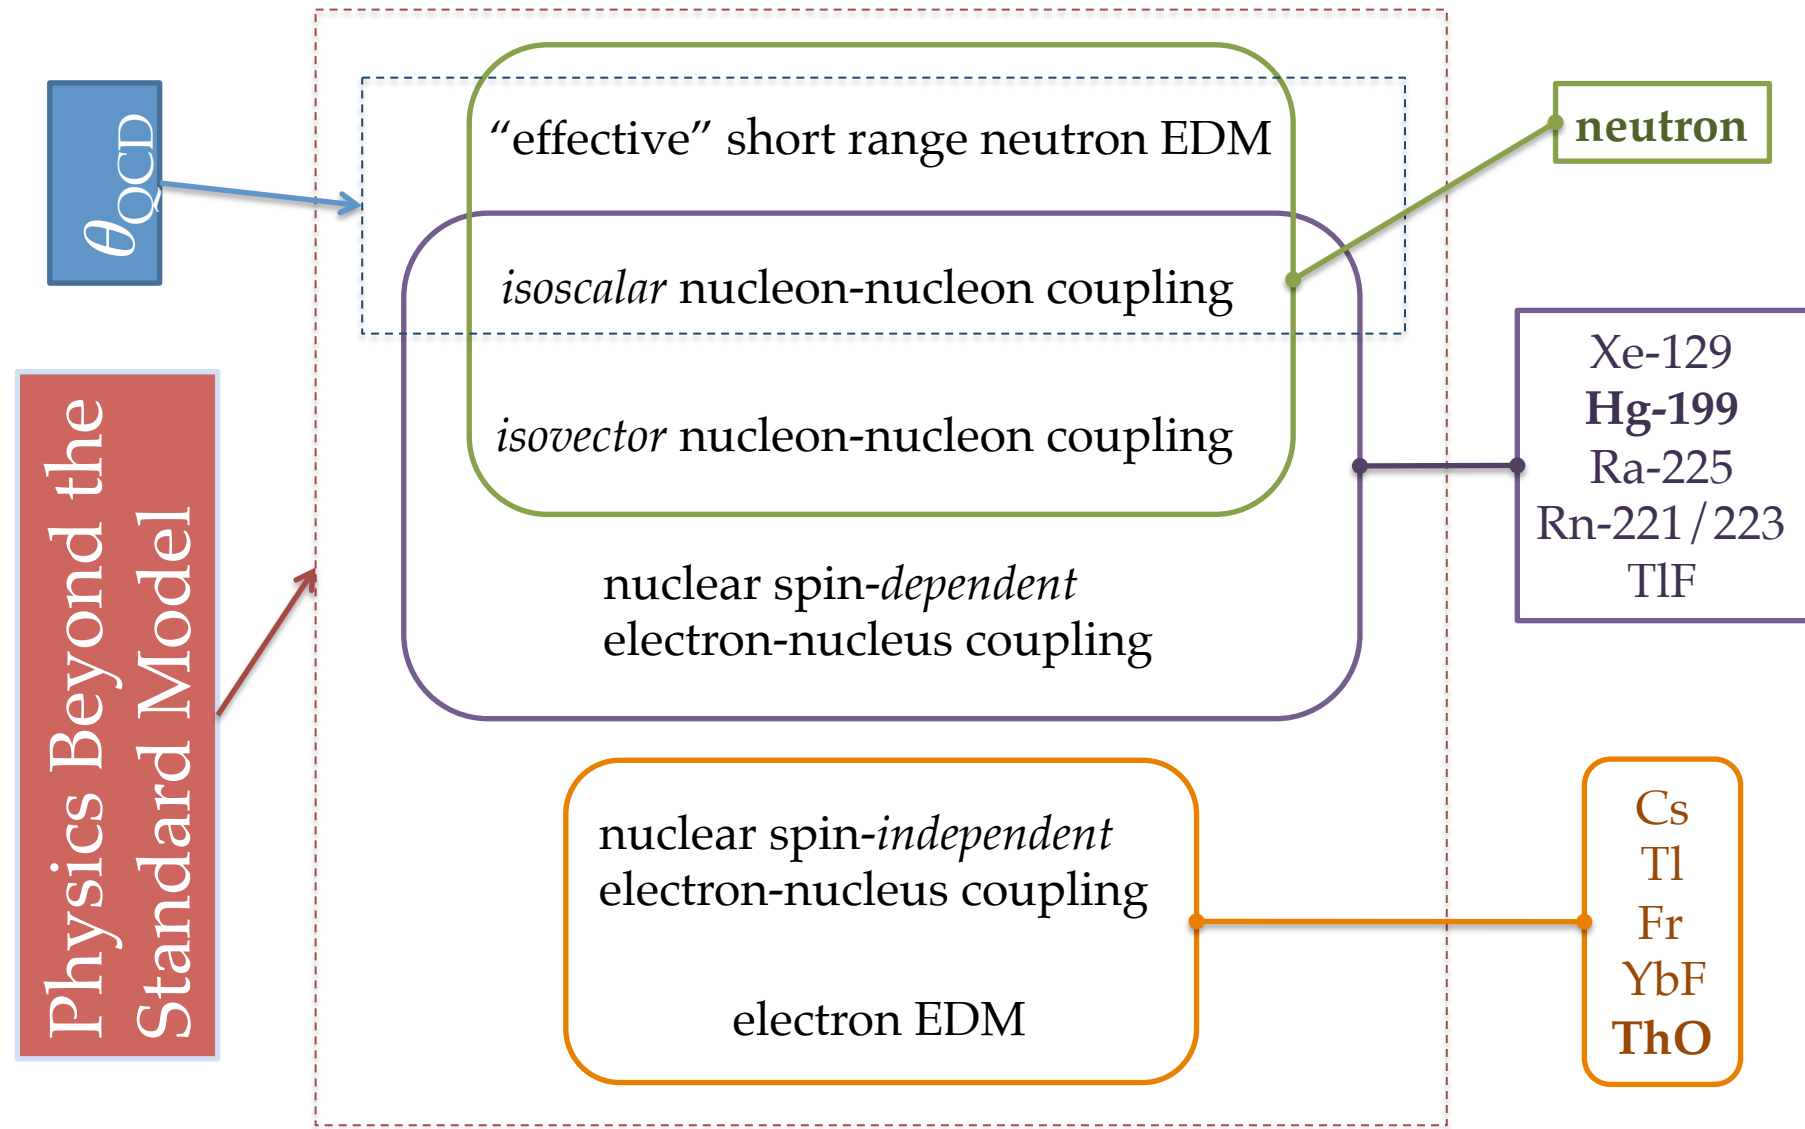 θQCD
Physics Beyond the
Standard Model
“effective” short range neutron EDM
isoscalar nucleon-nucleon coupling
isovector nucleon-nucleon coupling
nuclear spin-dependent
electron-nucleus coupling
nuclear spin-independent
electron-nucleus coupling
electron EDM
neutron
Xe-129
Hg-199
Ra-225
Rn-221/223
TlF
Cs
Tl
Fr
YbF
ThO